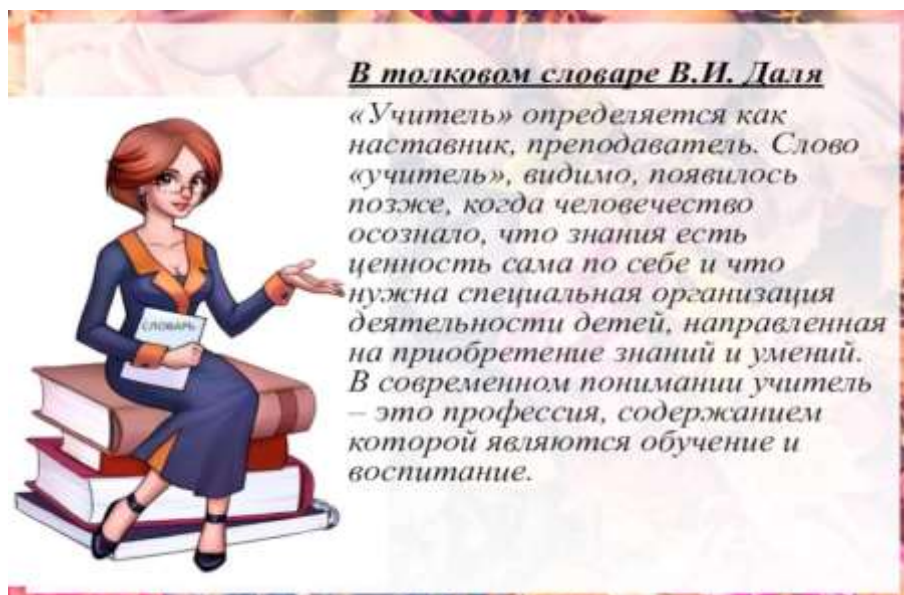 В толковом словаре В.И. Даля
«Учитель» определяется как
наставник, преподаватель. Слово
«учитель», видимо, появилось
позже, когда человечество
осознало, что знания есть
ценность сама по себе и что
нужна специальная организация
деятельности детей, направленная
на приобретение знаний и умений.
В современном понимании учитель
– это профессия, содержанием
которой являются обучение и
воспитание.
СЛОВАРЬ